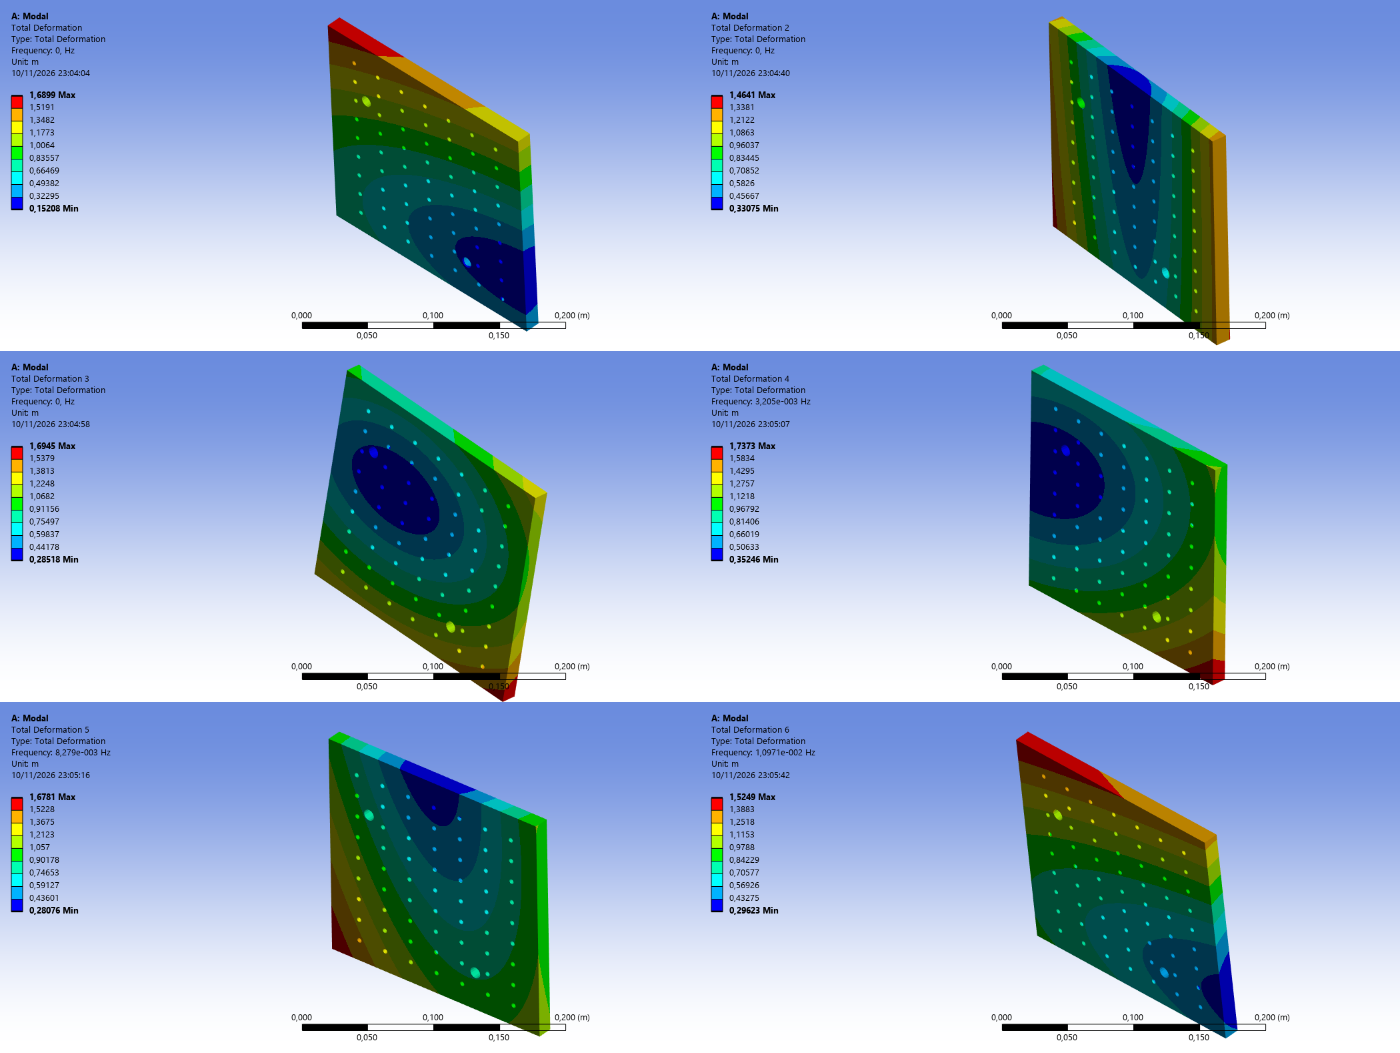 A: Modal
Total Deformation
Type: Total Deformation
Frequency: 0, Hz
Unit: m
10/11/2026 23:04:04
1,6899 Max
1,5191
1,3482
1,1773
1,0064
0,83557
0,66469
0,49382
0,32295
0,15208 Min
0,000 0,100 0,200 (m)
0,050 0,150
A: Modal
Total Deformation 2
Type: Total Deformation
Frequency: 0, Hz
Unit: m
10/11/2026 23:04:40
1,4641 Max
1,3381
1,2122
1,0863
0,96037
0,83445
0,70852
0,5826
0,45667
0,33075 Min
0,000 0,100 0,200 (m)
0,050 0,150
A: Modal
Total Deformation 3
Type: Total Deformation
Frequency: 0, Hz
Unit: m
10/11/2026 23:04:58
1,6945 Max
1,5379
1,3813
1,2248
1,0682
0,91156
0,75497
0,59837
0,44178
0,28518 Min
0,000 0,100 0,200 (m)
0,050 0,150
A: Modal
Total Deformation 4
Type: Total Deformation
Frequency: 3,205e-003 Hz
Unit: m
10/11/2026 23:05:07
1,7373 Max
1,5834
1,4295
1,2757
1,1218
0,96792
0,81406
0,66019
0,50633
0,35246 Min
0,000 0,100 0,200 (m)
0,050 0,150
A: Modal
Total Deformation 5
Type: Total Deformation
Frequency: 8,279e-003 Hz
Unit: m
10/11/2026 23:05:16
1,6781 Max
1,5228
1,3675
1,2123
1,057
0,90178
0,74653
0,59127
0,43601
0,28076 Min
0,000 0,100 0,200 (m)
0,050 0,150
A: Modal
Total Deformation 6
Type: Total Deformation
Frequency: 1,0971e-002 Hz
Unit: m
10/11/2026 23:05:42
1,5249 Max
1,3883
1,2518
1,1153
0,9788
0,84229
0,70577
0,56926
0,43275
0,29623 Min
0,000 0,100 0,200 (m)
0,050 0,150